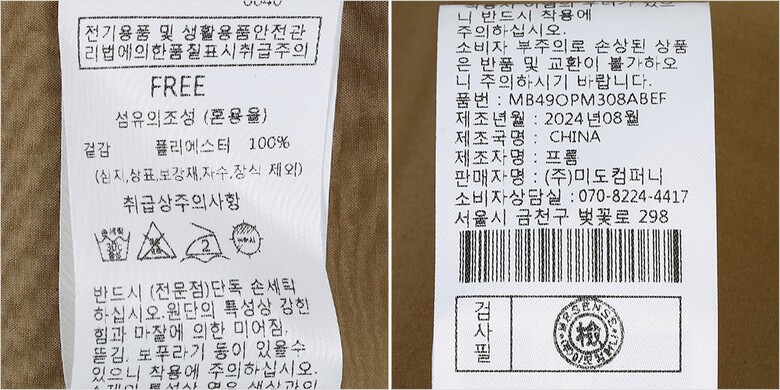 전기용품 및 생활용품안전관
리법에의한품질표시취급주의
FREE
섬유의조성 (혼용율)
겉감 폴리에스터 100%
(심지,상표,보강재,자수,장식 제외)
취급상주의사항
손세탁
30℃
중성
2
반드시 (전문점)단독 손세탁
하십시오.원단의 특성상 강한
힘과 마찰에 의한 미어짐.
뜯김, 보푸라기 등이 있을수
있으니 착용에 주의하십시오.
니 반드시 착용에
주의하십시오.
소비자 부주의로 손상된 상품
은 반품 및 교환이 불가하오
니 주의하시기 바랍니다.
품번 : MB49OPM308ABEF
제조년월 : 2024년08월
제조국명 : CHINA
제조자명 : 프롬
판매자명 : (주)미도컴퍼니
소비자상담실 : 070-8224-4417
서울시 금천구 벚꽃로 298
검사필
檢